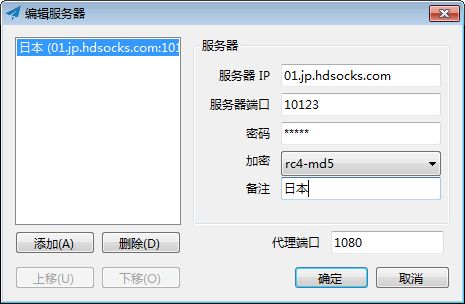 编辑服务器
日本 (01.jp.hdsocks.com:101
服务器
服务器 IP 01.jp.hdsocks.com
服务器端口 10123
密码 *****
加密 rc4-md5
备注 日本
添加(A) 删除(D)
代理端口 1080
上移(U) 下移(O)
确定 取消